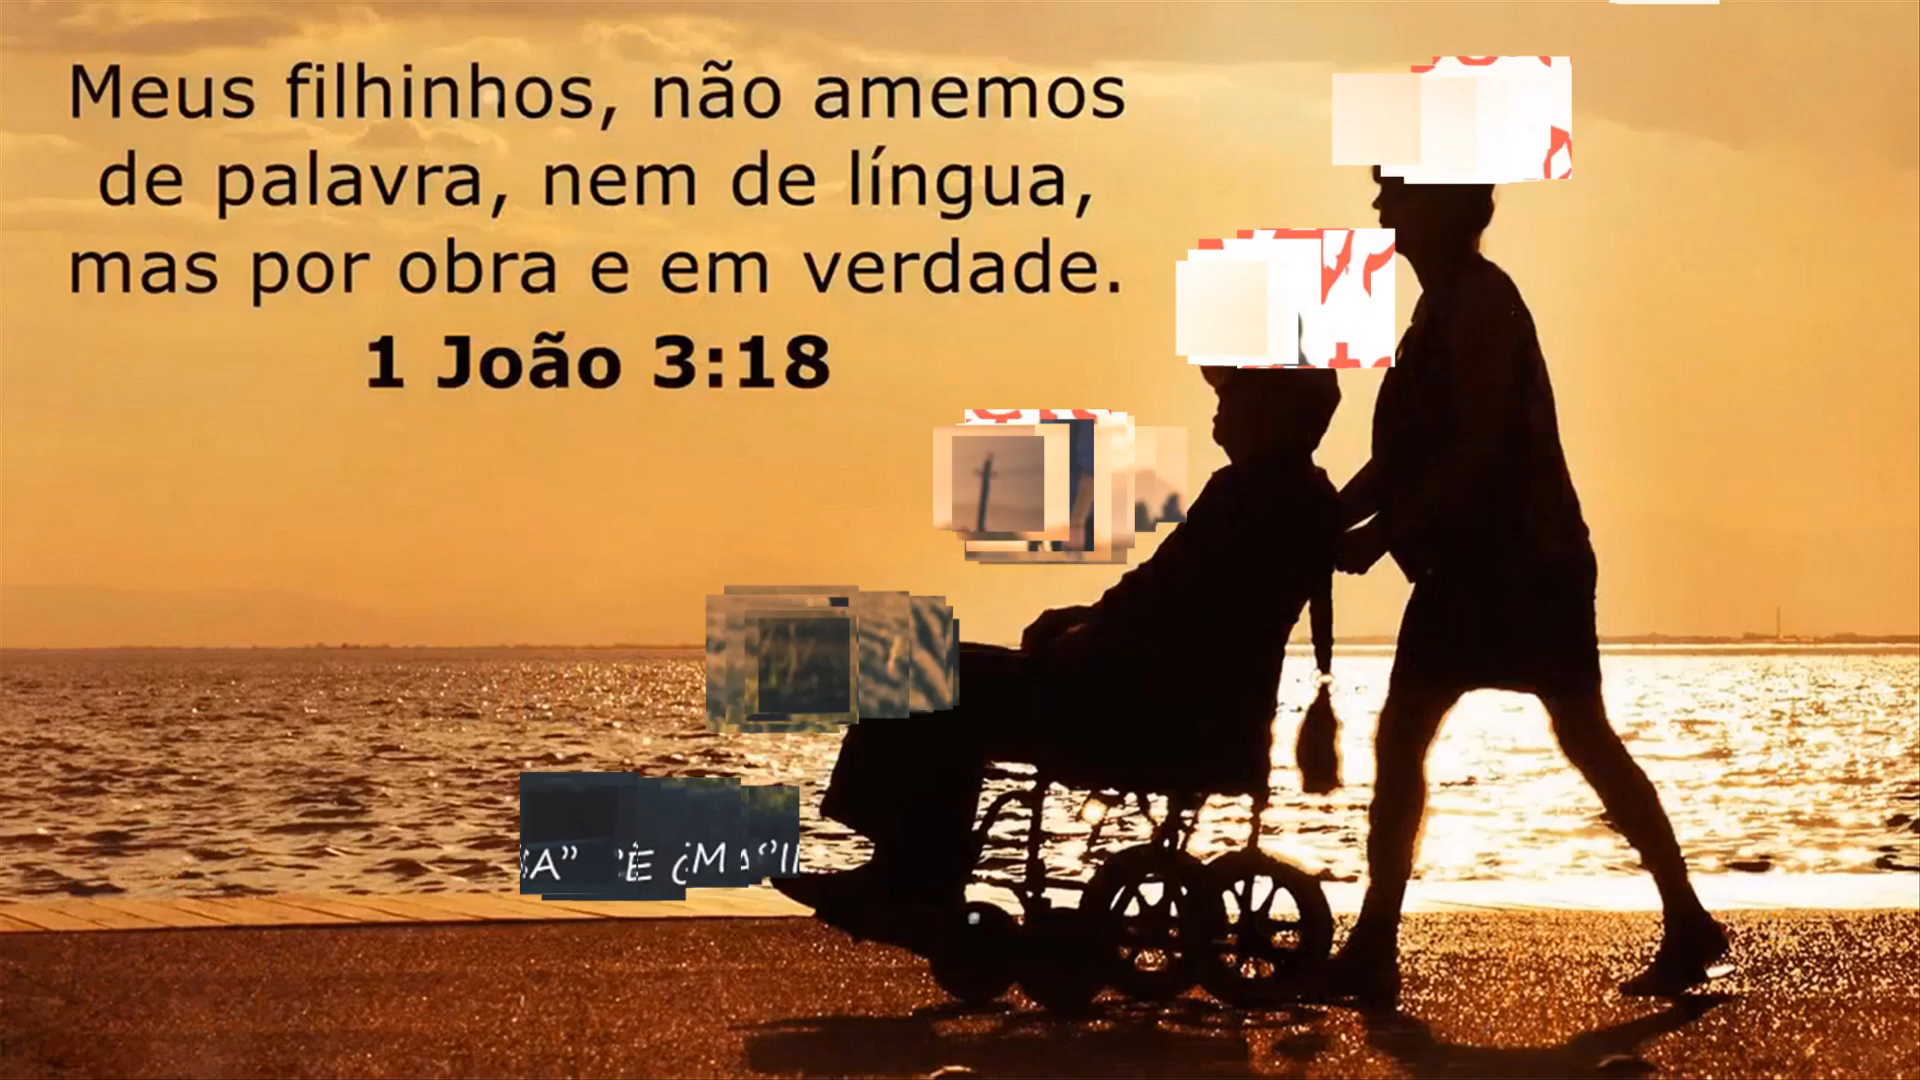 Meus filhinhos, não amemos
de palavra, nem de língua,
mas por obra e em verdade.
1 João 3:18